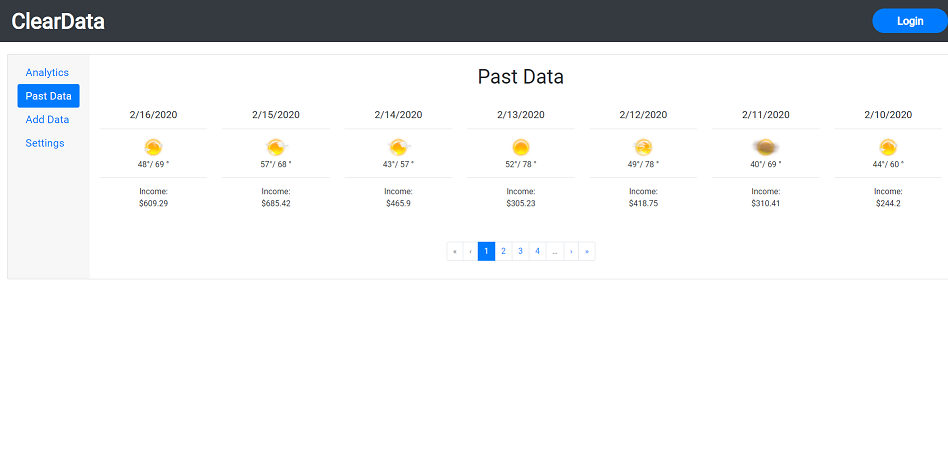 ClearData
Login
Analytics
Past Data
Add Data
Settings
Past Data
2/16/2020 2/15/2020 2/14/2020 2/13/2020 2/12/2020 2/11/2020 2/10/2020
48°/ 69 ° 57°/ 68 ° 43°/ 57 ° 52°/ 78 ° 49°/ 78 ° 40°/ 69 ° 44°/ 60 °
Income: Income: Income: Income: Income: Income: Income:
$609.29 $685.42 $465.9 $305.23 $418.75 $310.41 $244.2
« ‹ 1 2 3 4 ... › »